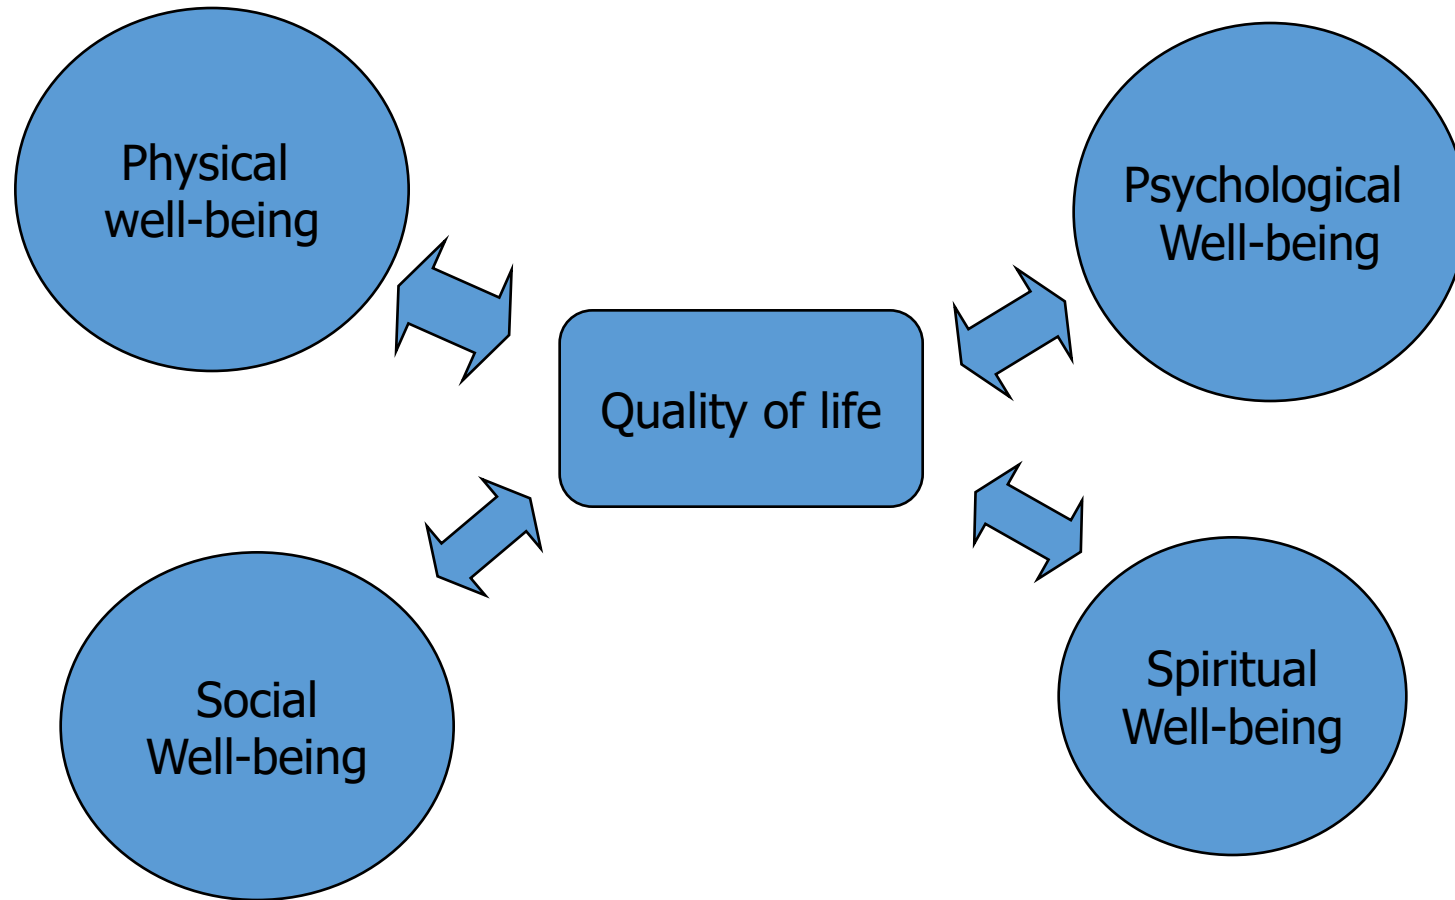 Physical
well-being
Psychological
Well-being
Quality of life
Social
Well-being
Spiritual
Well-being